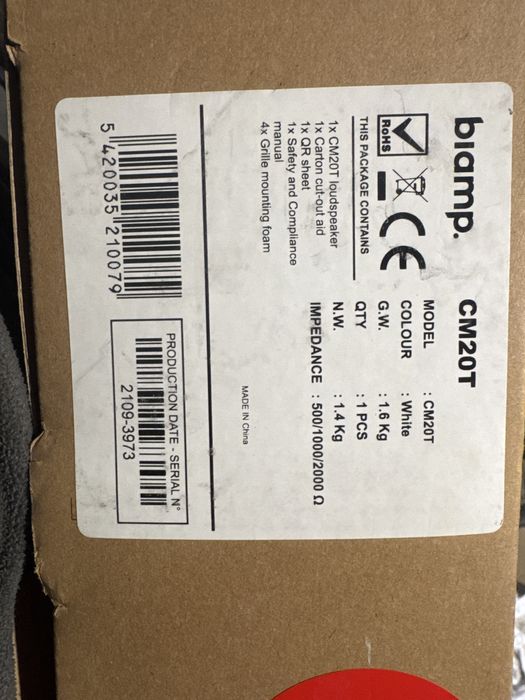 biamp.
CM20T
RoHS
CE
MODEL : CM20T
COLOUR : White
G.W. : 1.6 Kg
QTY : 1 PCS
N.W. : 1.4 Kg
IMPEDANCE : 500/1000/2000 Ω
THIS PACKAGE CONTAINS
1x CM20T loudspeaker
1x Carton cut-out aid
1x QR sheet
1x Safety and Compliance
manual
4x Grille mounting foam
MADE IN China
5 420035 210079
PRODUCTION DATE - SERIAL N°
2109-3973